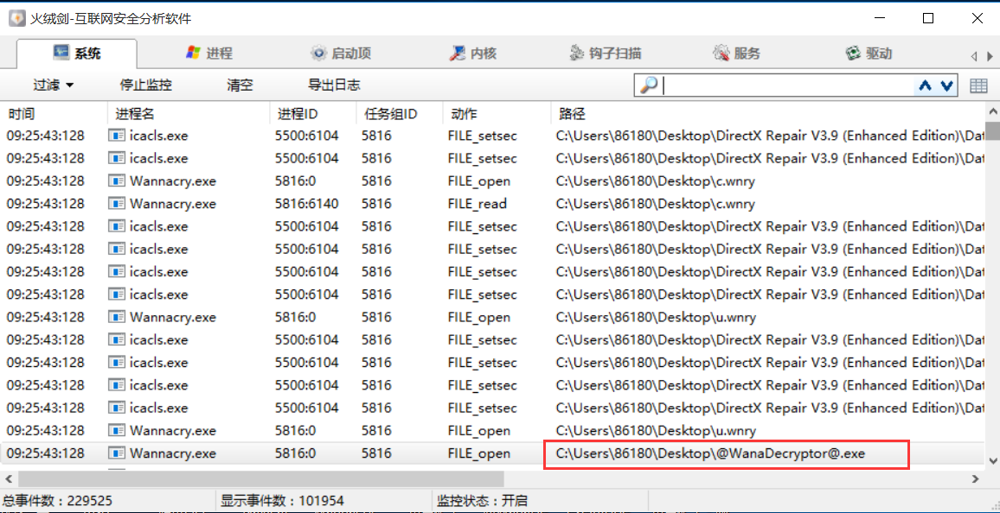 火绒剑-互联网安全分析软件
系统 进程 启动项 内核 钩子扫描 服务 驱动
过滤 停止监控 清空 导出日志
时间 进程名 进程ID 任务组ID 动作 路径
09:25:43:128 icacls.exe 5500:6104 5816 FILE_setsec C:\Users\86180\Desktop\DirectX Repair V3.9 (Enhanced Edition)\Dat
09:25:43:128 icacls.exe 5500:6104 5816 FILE_setsec C:\Users\86180\Desktop\DirectX Repair V3.9 (Enhanced Edition)\Dat
09:25:43:128 Wannacry.exe 5816:0 5816 FILE_open C:\Users\86180\Desktop\c.wnry
09:25:43:128 Wannacry.exe 5816:6140 5816 FILE_read C:\Users\86180\Desktop\c.wnry
09:25:43:128 icacls.exe 5500:6104 5816 FILE_setsec C:\Users\86180\Desktop\DirectX Repair V3.9 (Enhanced Edition)\Dat
09:25:43:128 icacls.exe 5500:6104 5816 FILE_setsec C:\Users\86180\Desktop\DirectX Repair V3.9 (Enhanced Edition)\Dat
09:25:43:128 icacls.exe 5500:6104 5816 FILE_setsec C:\Users\86180\Desktop\DirectX Repair V3.9 (Enhanced Edition)\Dat
09:25:43:128 icacls.exe 5500:6104 5816 FILE_setsec C:\Users\86180\Desktop\DirectX Repair V3.9 (Enhanced Edition)\Dat
09:25:43:128 Wannacry.exe 5816:0 5816 FILE_open C:\Users\86180\Desktop\u.wnry
09:25:43:128 icacls.exe 5500:6104 5816 FILE_setsec C:\Users\86180\Desktop\DirectX Repair V3.9 (Enhanced Edition)\Dat
09:25:43:128 icacls.exe 5500:6104 5816 FILE_setsec C:\Users\86180\Desktop\DirectX Repair V3.9 (Enhanced Edition)\Dat
09:25:43:128 icacls.exe 5500:6104 5816 FILE_setsec C:\Users\86180\Desktop\DirectX Repair V3.9 (Enhanced Edition)\Dat
09:25:43:128 icacls.exe 5500:6104 5816 FILE_setsec C:\Users\86180\Desktop\DirectX Repair V3.9 (Enhanced Edition)\Dat
09:25:43:128 Wannacry.exe 5816:0 5816 FILE_open C:\Users\86180\Desktop\u.wnry
09:25:43:128 Wannacry.exe 5816:0 5816 FILE_open C:\Users\86180\Desktop\@WanaDecryptor@.exe
总事件数：229525 显示事件数：101954 监控状态：开启